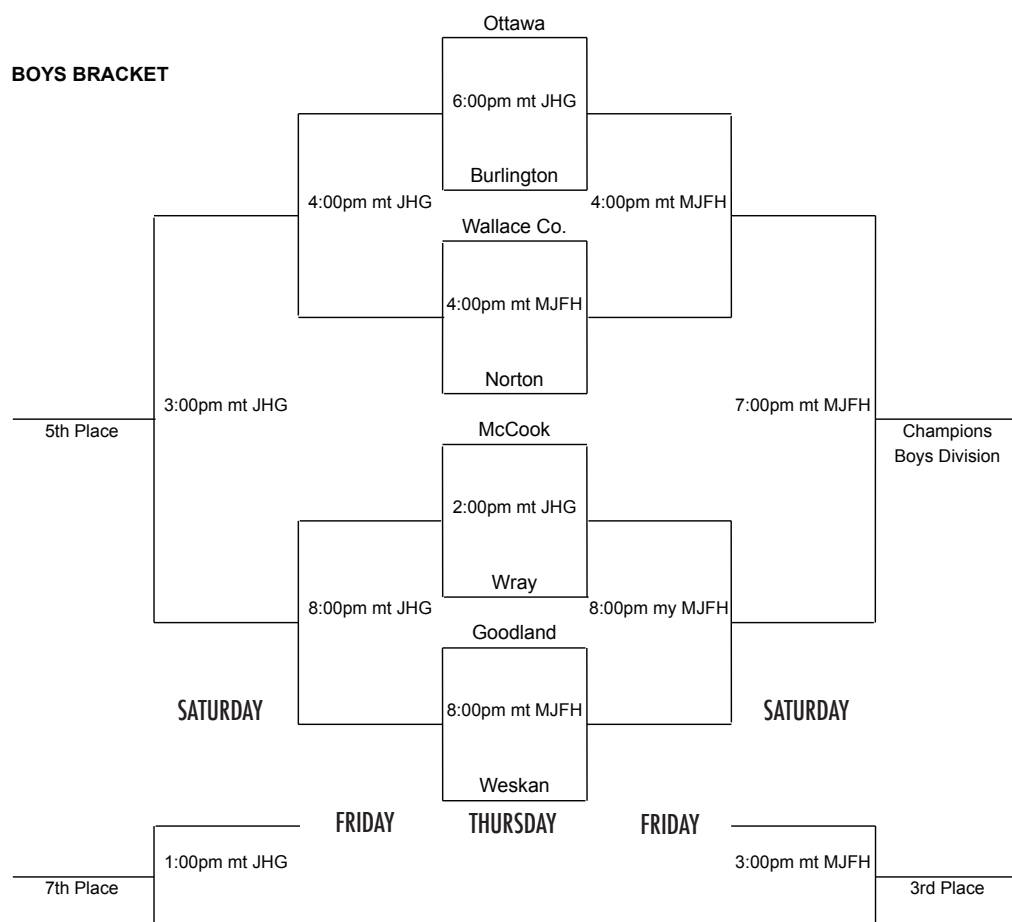 Ottawa
BOYS BRACKET
6:00pm mt JHG
Burlington
4:00pm mt JHG
4:00pm mt MJFH
Wallace Co.
4:00pm mt MJFH
Norton
3:00pm mt JHG
7:00pm mt MJFH
5th Place
McCook
Champions
Boys Division
2:00pm mt JHG
Wray
8:00pm mt JHG
8:00pm my MJFH
Goodland
SATURDAY
8:00pm mt MJFH
SATURDAY
Weskan
FRIDAY
THURSDAY
FRIDAY
1:00pm mt JHG
3:00pm mt MJFH
7th Place
3rd Place